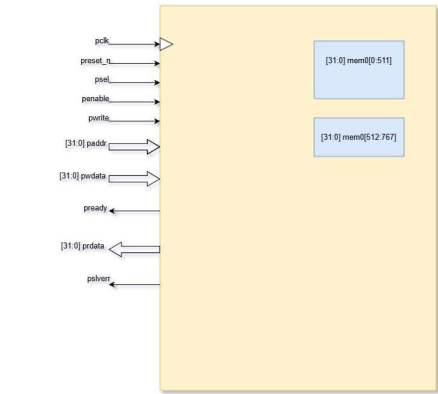 pclk
preset_n
psel
penable
pwrite
[31:0] paddr
[31:0] pwdata
pready
[31:0] prdata
pslverr
[31:0] mem0[0:511]
[31:0] mem0[512:767]